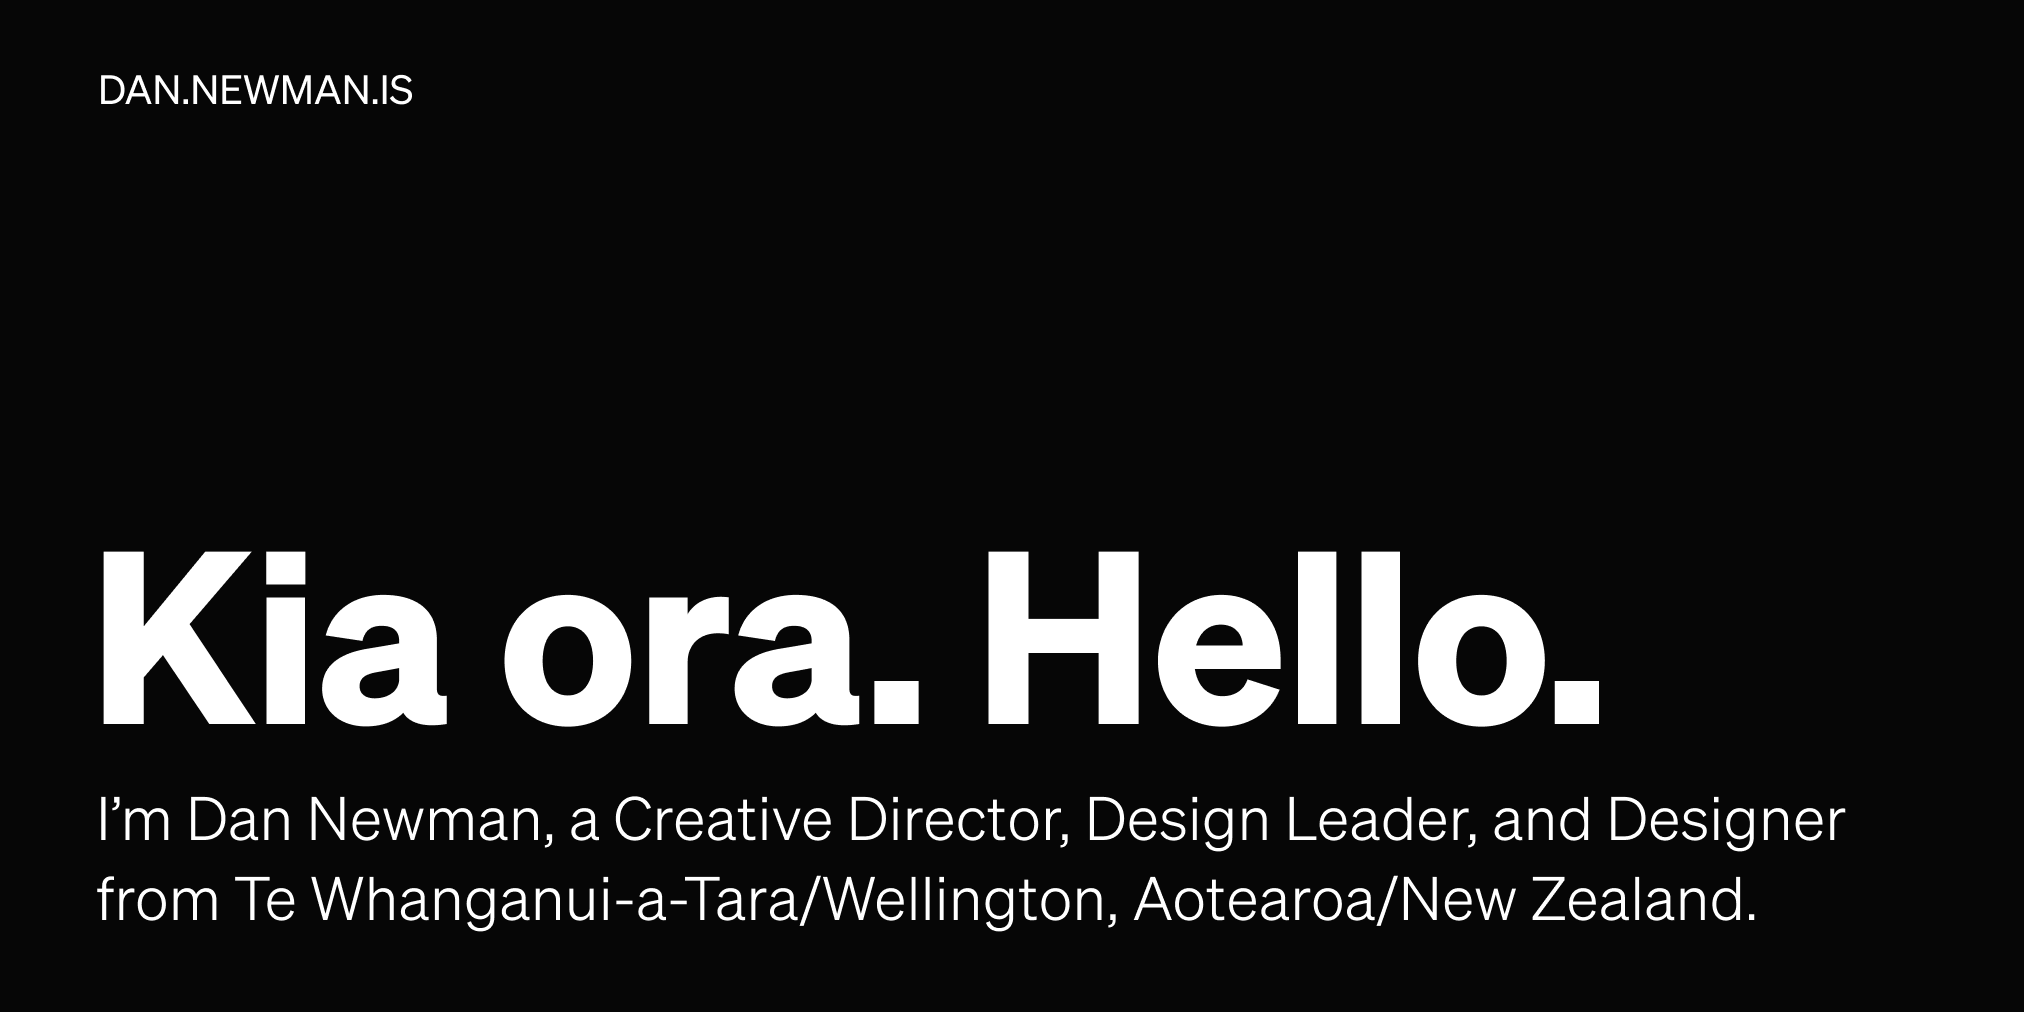 DAN.NEWMAN.IS
Kia ora. Hello.
I’m Dan Newman, a Creative Director, Design Leader, and Designer
from Te Whanganui-a-Tara/Wellington, Aotearoa/New Zealand.